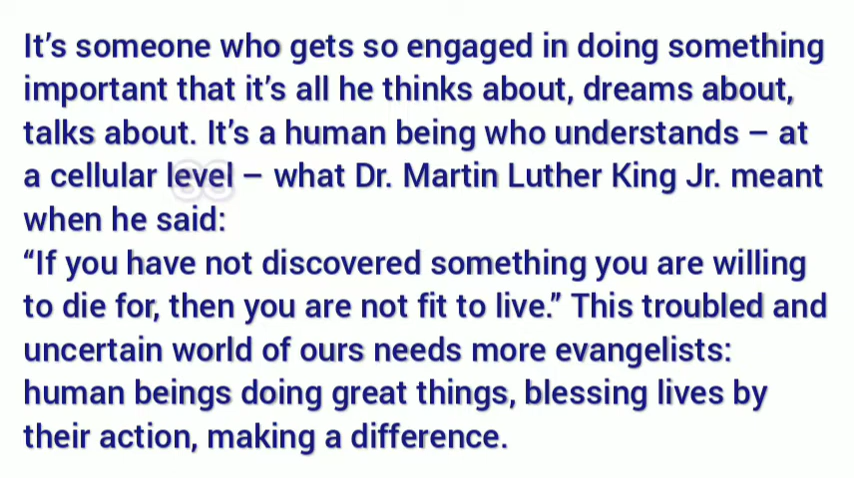 It’s someone who gets so engaged in doing something
important that it’s all he thinks about, dreams about,
talks about. It’s a human being who understands – at
a cellular level – what Dr. Martin Luther King Jr. meant
when he said:
“If you have not discovered something you are willing
to die for, then you are not fit to live.” This troubled and
uncertain world of ours needs more evangelists:
human beings doing great things, blessing lives by
their action, making a difference.